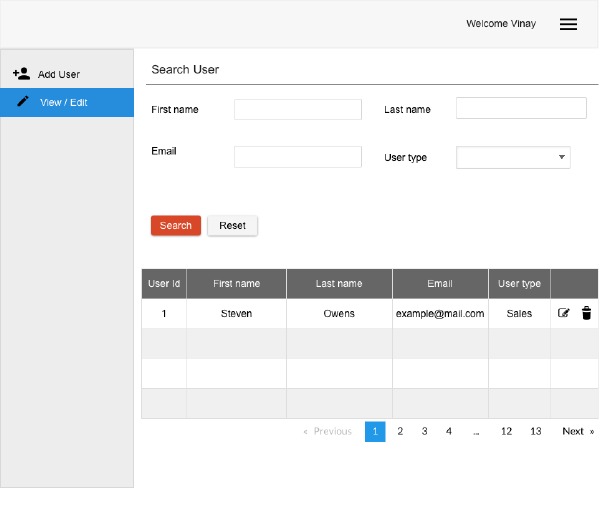 Welcome Vinay
Add User
View / Edit
Search User
First name
Last name
Email
User type
Search Reset
User Id First name Last name Email User type
1 Steven Owens example@mail.com Sales
« Previous 1 2 3 4 ... 12 13 Next »